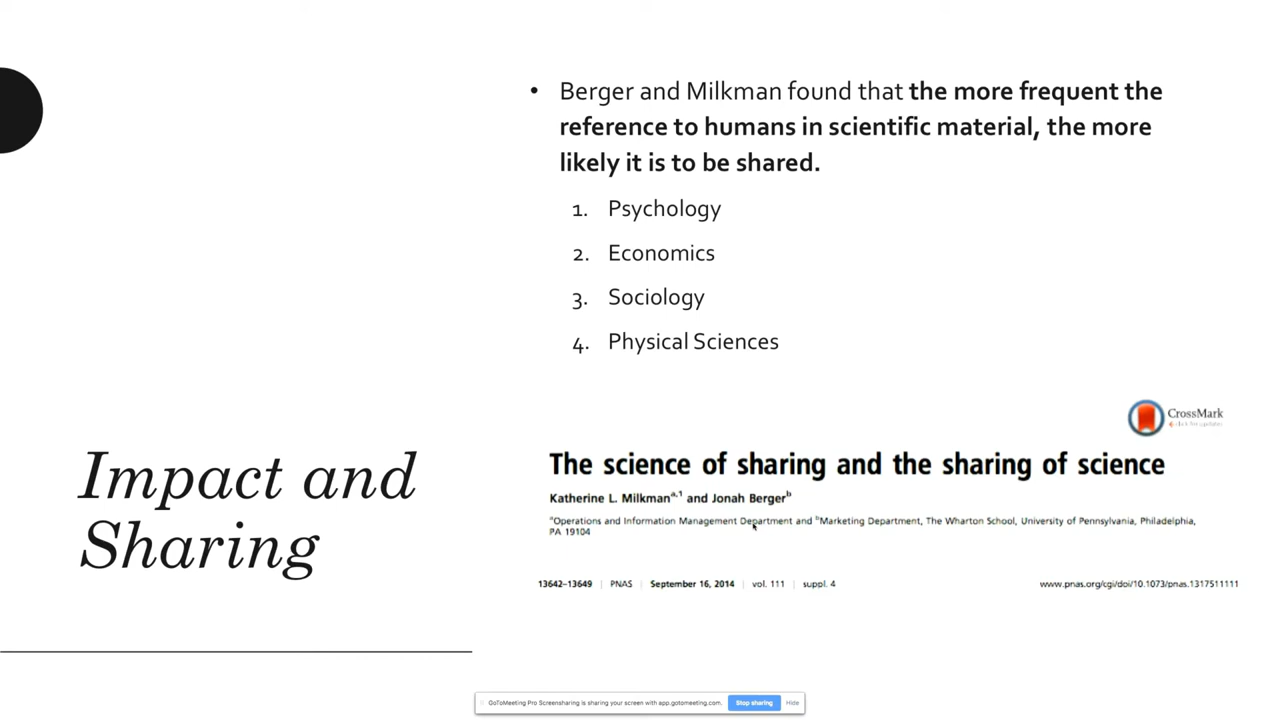 • Berger and Milkman found that the more frequent the
reference to humans in scientific material, the more
likely it is to be shared.
1. Psychology
2. Economics
3. Sociology
4. Physical Sciences
Impact and
Sharing
CrossMark
click for updates
The science of sharing and the sharing of science
Katherine L. Milkmana,1 and Jonah Bergerb
aOperations and Information Management Department and bMarketing Department, The Wharton School, University of Pennsylvania, Philadelphia,
PA 19104
13642–13649 | PNAS | September 16, 2014 | vol. 111 | suppl. 4 www.pnas.org/cgi/doi/10.1073/pnas.1317511111
GoToMeeting Pro Screensharing is sharing your screen with app.gotomeeting.com. Stop sharing Hide